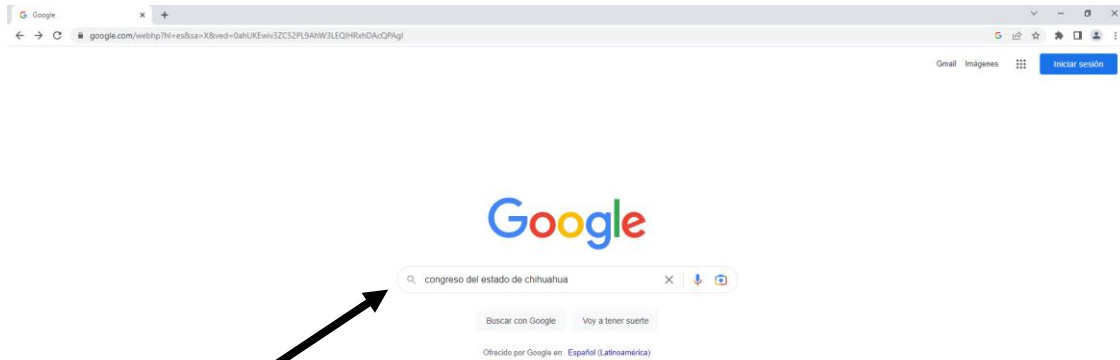 Google
google.com/webhp?hl=es&sa=X&ved=0ahUKEwiv3ZC52PL9AhW3LEQIHRxhDAcQPAgI
Gmail Imágenes Iniciar sesión
Google
congreso del estado de chihuahua
Buscar con Google Voy a tener suerte
Ofrecido por Google en: Español (Latinoamérica)